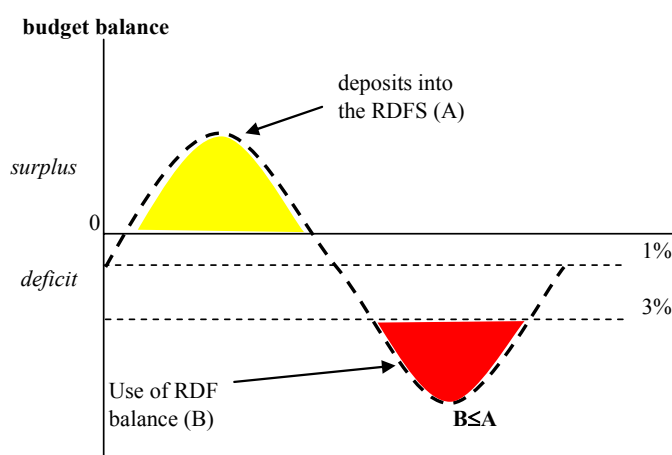 budget balance
deposits into
the RDFS (A)
surplus
0
1%
deficit
3%
Use of RDF
balance (B)
B≤A